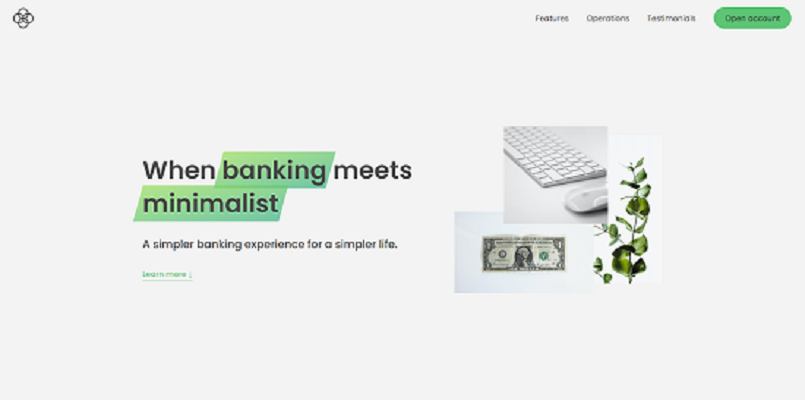 Features
Operations
Testimonials
Open account
When banking meets
minimalist
A simpler banking experience for a simpler life.
Learn more ↓